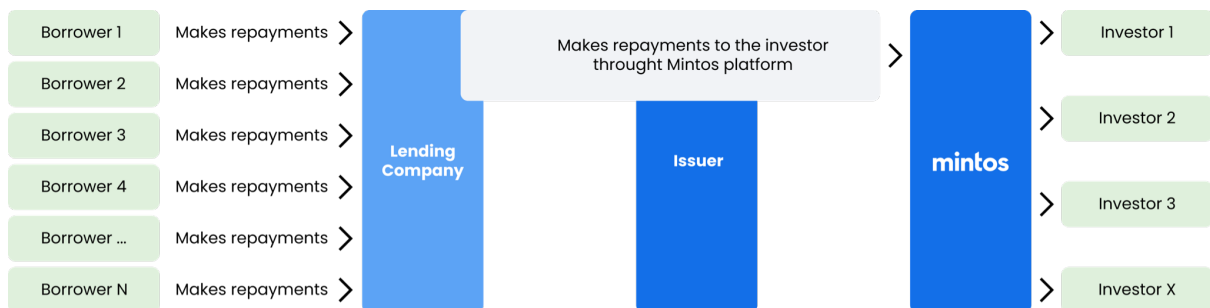 Borrower 1
Makes repayments
Borrower 2
Makes repayments
Borrower 3
Makes repayments
Borrower 4
Makes repayments
Borrower ...
Makes repayments
Borrower N
Makes repayments
Lending
Company
Makes repayments to the investor
throught Mintos platform
Issuer
mintos
Investor 1
Investor 2
Investor 3
Investor X